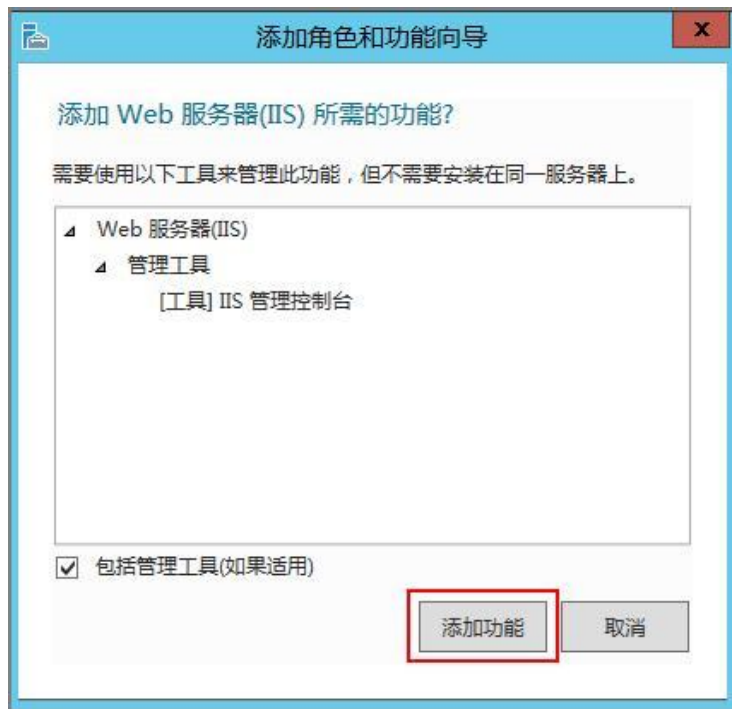 添加角色和功能向导
x
添加 Web 服务器(IIS) 所需的功能?
需要使用以下工具来管理此功能，但不需要安装在同一服务器上。
Web 服务器(IIS)
管理工具
[工具] IIS 管理控制台
包括管理工具(如果适用)
添加功能 取消